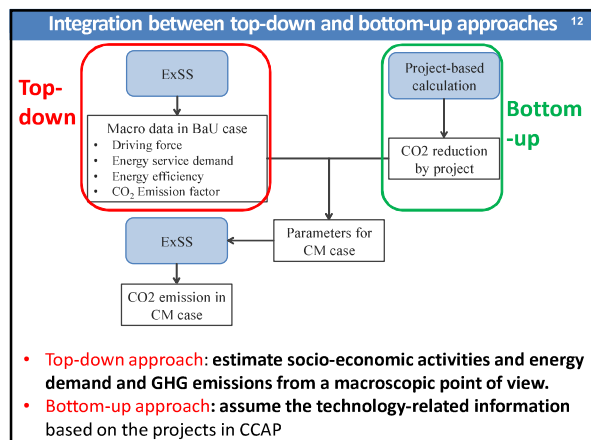 Integration between top-down and bottom-up approaches 12
Top-
down
ExSS
Macro data in BaU case
• Driving force
• Energy service demand
• Energy efficiency
• CO₂ Emission factor
Project-based
calculation
Bottom
-up
CO2 reduction
by project
ExSS
Parameters for
CM case
CO2 emission in
CM case
• Top-down approach: estimate socio-economic activities and energy
demand and GHG emissions from a macroscopic point of view.
• Bottom-up approach: assume the technology-related information
based on the projects in CCAP